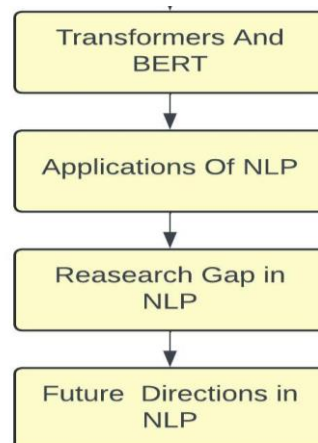 Transformers And
BERT
Applications Of NLP
Reasearch Gap in
NLP
Future Directions in
NLP